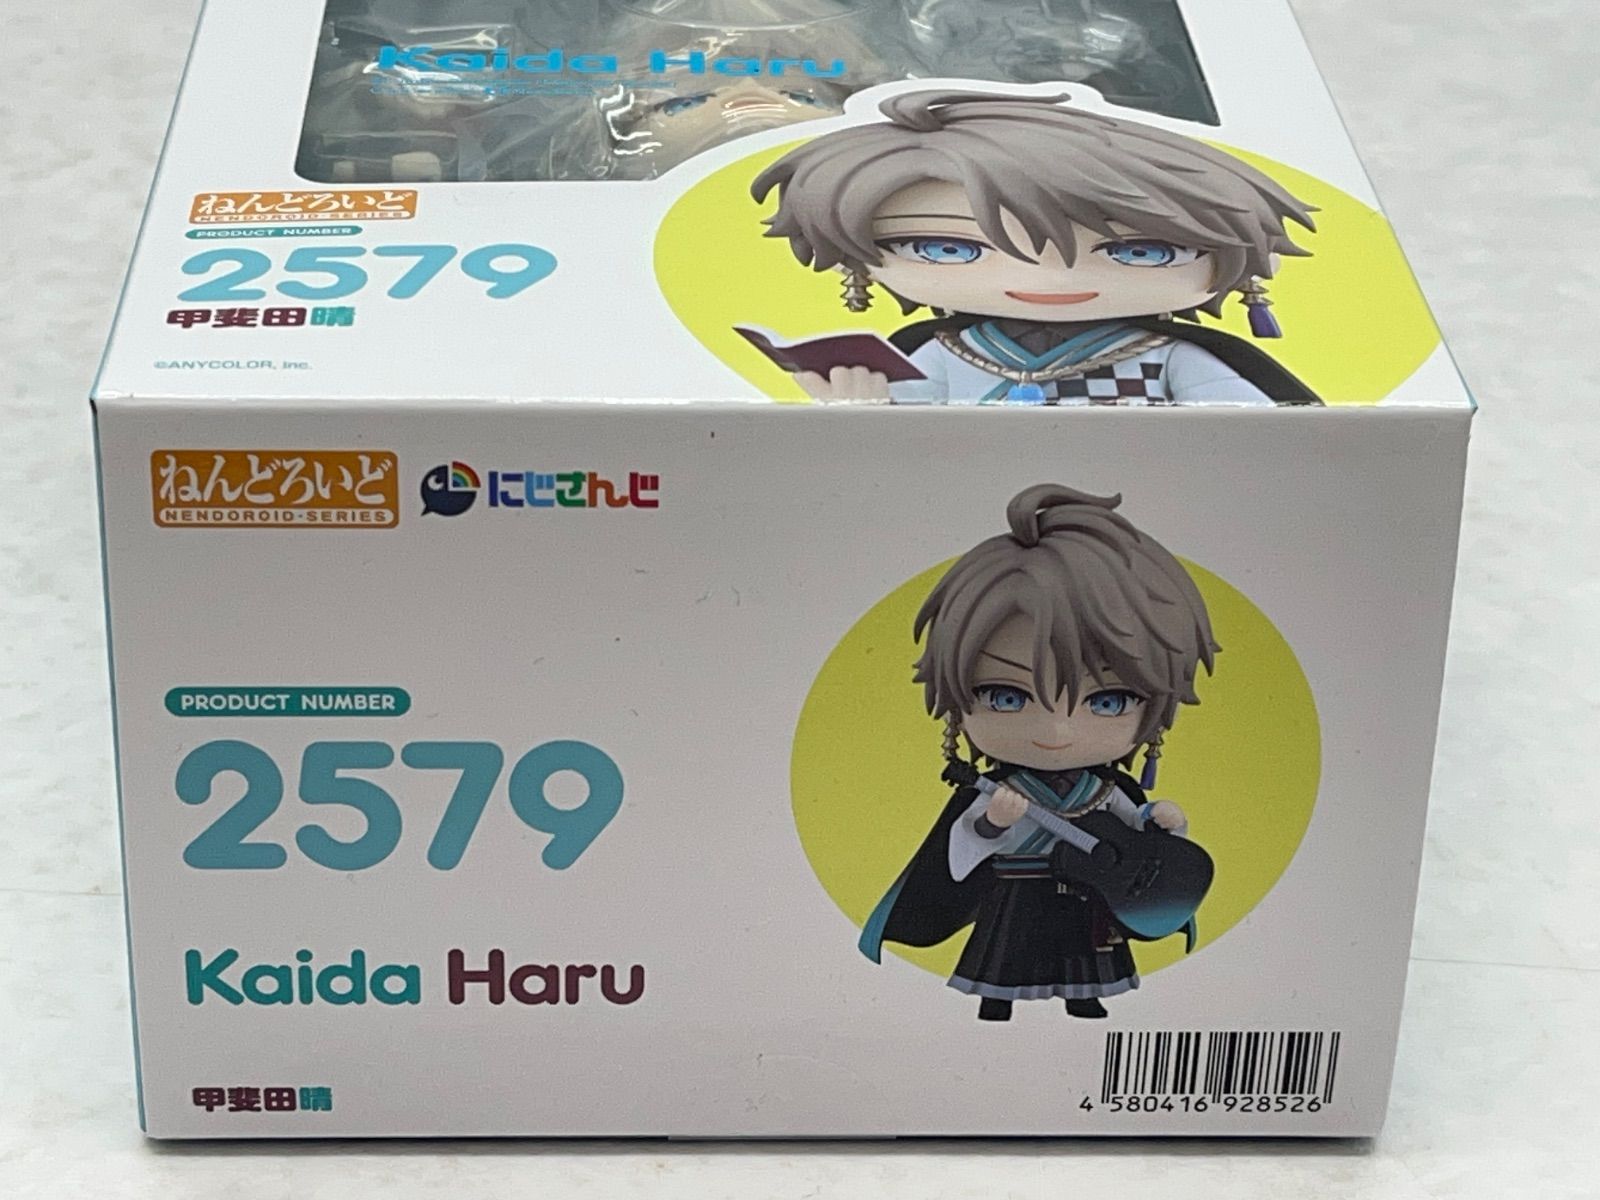 Kaida Haru
ねんどろいど
NENDOROID·SERIES
PRODUCT NUMBER
2579
甲斐田晴
©ANYCOLOR, Inc.
ねんどろいど
NENDOROID·SERIES
にじさんじ
PRODUCT NUMBER
2579
Kaida Haru
甲斐田晴
4 580416 928526